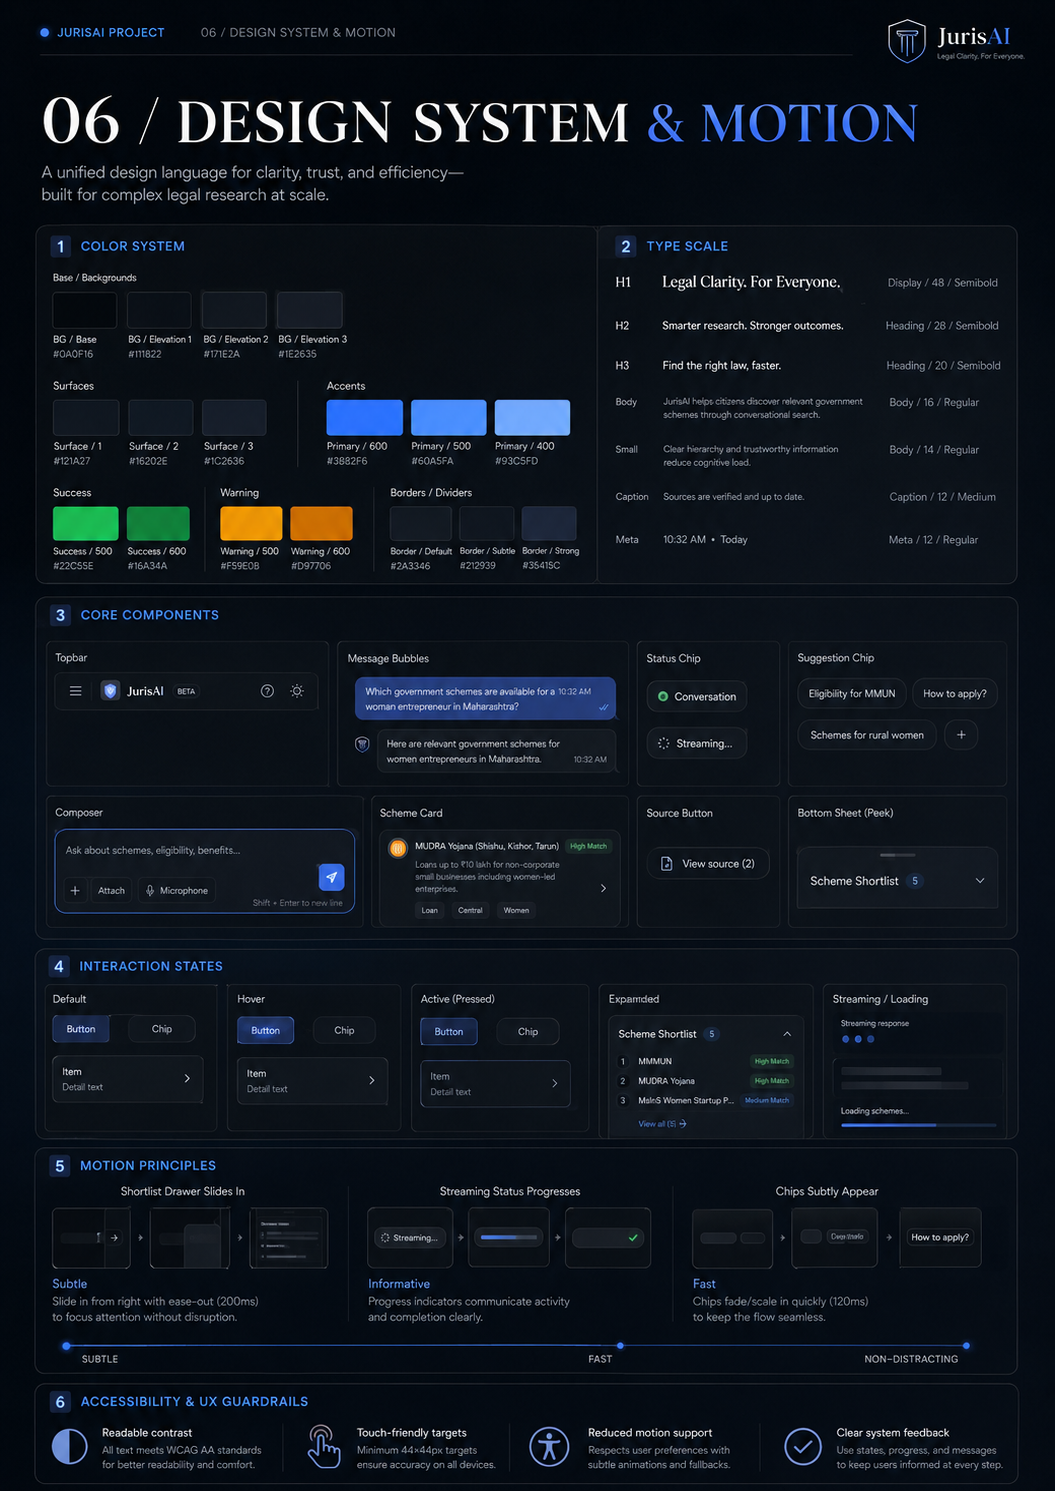 JURISAI PROJECT
06 / DESIGN SYSTEM & MOTION
JurisAI
Legal Clarity. For Everyone.
06 / DESIGN SYSTEM & MOTION
A unified design language for clarity, trust, and efficiency—
built for complex legal research at scale.
1 COLOR SYSTEM
Base / Backgrounds
BG / Base
BG / Elevation 1
BG / Elevation 2
BG / Elevation 3
#0A0F16
#111822
#171E2A
#1E2635
Surfaces
Surface / 1
Surface / 2
Surface / 3
#121A27
#16202E
#1C2636
Accents
Primary / 600
Primary / 500
Primary / 400
#3882F6
#60A5FA
#93C5FD
Success
Success / 500
Success / 600
#22C55E
#16A34A
Warning
Warning / 500
Warning / 600
#F59E0B
#D97706
Borders / Dividers
Border / Default
Border / Subtle
Border / Strong
#2A3346
#212939
#35415C
2 TYPE SCALE
H1 Legal Clarity. For Everyone. Display / 48 / Semibold
H2 Smarter research. Stronger outcomes. Heading / 28 / Semibold
H3 Find the right law, faster. Heading / 20 / Semibold
Body JurisAI helps citizens discover relevant government Body / 16 / Regular
schemes through conversational search.
Small Clear hierarchy and trustworthy information Body / 14 / Regular
reduce cognitive load.
Caption Sources are verified and up to date. Caption / 12 / Medium
Meta 10:32 AM • Today Meta / 12 / Regular
3 CORE COMPONENTS
Topbar
JurisAI BETA
Message Bubbles
Which government schemes are available for a 10:32 AM
woman entrepreneur in Maharashtra?
Here are relevant government schemes for
women entrepreneurs in Maharashtra. 10:32 AM
Status Chip
Conversation
Streaming...
Suggestion Chip
Eligibility for MMUN
How to apply?
Schemes for rural women
+
Composer
Ask about schemes, eligibility, benefits...
+
Attach
Microphone
Shift + Enter to new line
Scheme Card
MUDRA Yojana (Shishu, Kishor, Tarun) High Match
Loans up to ₹10 lakh for non-corporate
small businesses including women-led
enterprises.
Loan
Central
Women
Source Button
View source (2)
Bottom Sheet (Peek)
Scheme Shortlist 5
4 INTERACTION STATES
Default
Button
Chip
Item
Detail text
Hover
Button
Chip
Item
Detail text
Active (Pressed)
Button
Chip
Item
Detail text
Expanded
Scheme Shortlist 5
1 MMMUN High Match
2 MUDRA Yojana High Match
3 MsInS Women Startup P... Medium Match
View all (5) →
Streaming / Loading
Streaming response
Loading schemes...
5 MOTION PRINCIPLES
Shortlist Drawer Slides In
Subtle
Slide in from right with ease-out (200ms)
to focus attention without disruption.
Streaming Status Progresses
Streaming...
Informative
Progress indicators communicate activity
and completion clearly.
Chips Subtly Appear
How to apply?
Fast
Chips fade/scale in quickly (120ms)
to keep the flow seamless.
SUBTLE
FAST
NON-DISTRACTING
6 ACCESSIBILITY & UX GUARDRAILS
Readable contrast
All text meets WCAG AA standards
for better readability and comfort.
Touch-friendly targets
Minimum 44×44px targets
ensure accuracy on all devices.
Reduced motion support
Respects user preferences with
subtle animations and fallbacks.
Clear system feedback
Use states, progress, and messages
to keep users informed at every step.